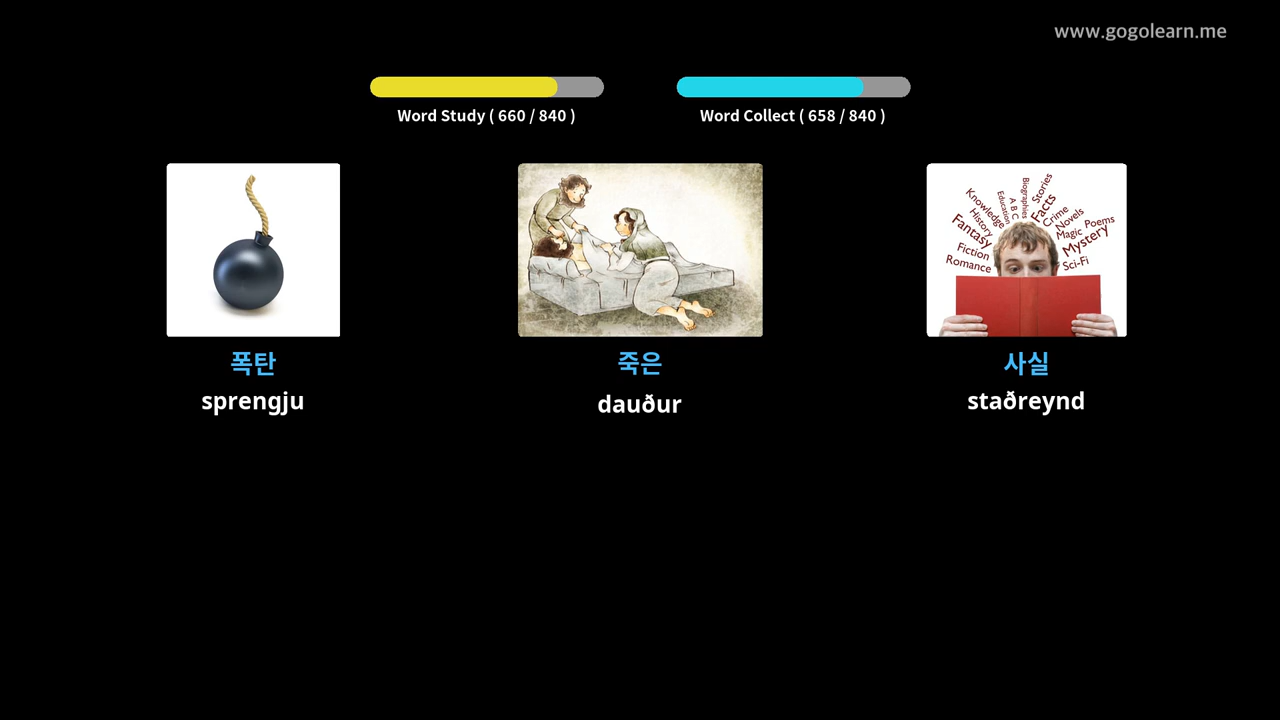 www.gogolearn.me
Word Study ( 660 / 840 )
Word Collect ( 658 / 840 )
Knowledge
History
Fantasy
Fiction
Romance
Education
A B C
Biographies
Stories
Facts
Crime
Novels
Magic
Poems
Mystery
Sci-Fi
폭탄
죽은
사실
sprengju
dauður
staðreynd